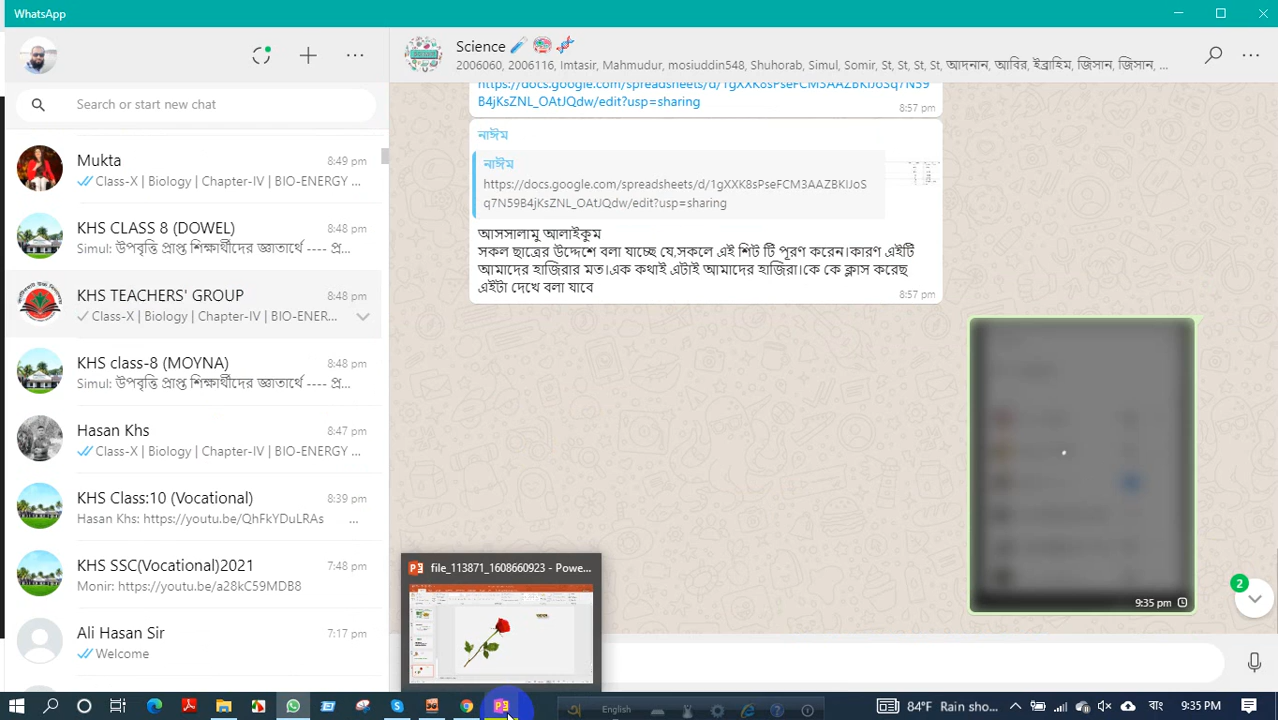 WhatsApp
Search or start new chat
Mukta
8:49 pm
Class-X | Biology | Chapter-IV | BIO-ENERGY ...
KHS CLASS 8 (DOWEL)
8:48 pm
Simul: উপবৃত্তি প্রাপ্ত শিক্ষার্থীদের জ্ঞাতার্থে ---- প্র...
KHS TEACHERS' GROUP
8:48 pm
Class-X | Biology | Chapter-IV | BIO-ENER...
KHS class-8 (MOYNA)
8:48 pm
Simul: উপবৃত্তি প্রাপ্ত শিক্ষার্থীদের জ্ঞাতার্থে ---- প্র...
Hasan Khs
8:47 pm
Class-X | Biology | Chapter-IV | BIO-ENERGY ...
KHS Class:10 (Vocational)
8:39 pm
Hasan Khs: https://youtu.be/QhFkYDuLRAs ...
KHS SSC(Vocational)2021
7:48 pm
Monir: https://youtu.be/a28kC59MDB8
Ali Hasan Sir
7:17 pm
Welcome
Science
2006060, 2006116, Imtasir, Mahmudur, mosiuddin548, Shuhorab, Simul, Somir, St, St, St, St, আদনান, আবির, ইব্রাহিম, জিসান, জিসান, ...
https://docs.google.com/spreadsheets/d/1gXXK8sPseFCM3AAZBKIJoSq7N59
B4jKsZNL_OAtJQdw/edit?usp=sharing
8:57 pm
নাঈম
নাঈম
https://docs.google.com/spreadsheets/d/1gXXK8sPseFCM3AAZBKIJoS
q7N59B4jKsZNL_OAtJQdw/edit?usp=sharing
আসসালামু আলাইকুম
সকল ছাত্রের উদ্দেশে বলা যাচ্ছে যে,সকলে এই শিট টি পূরণ করেন।কারণ এইটি
আমাদের হাজিরার মত।এক কথাই এটাই আমাদের হাজিরা।কে কে ক্লাস করেছ
এইটা দেখে বলা যাবে
8:57 pm
9:35 pm
2
file_113871_1608660923 - Powe...
English
84°F Rain sho...
বাং
9:35 PM